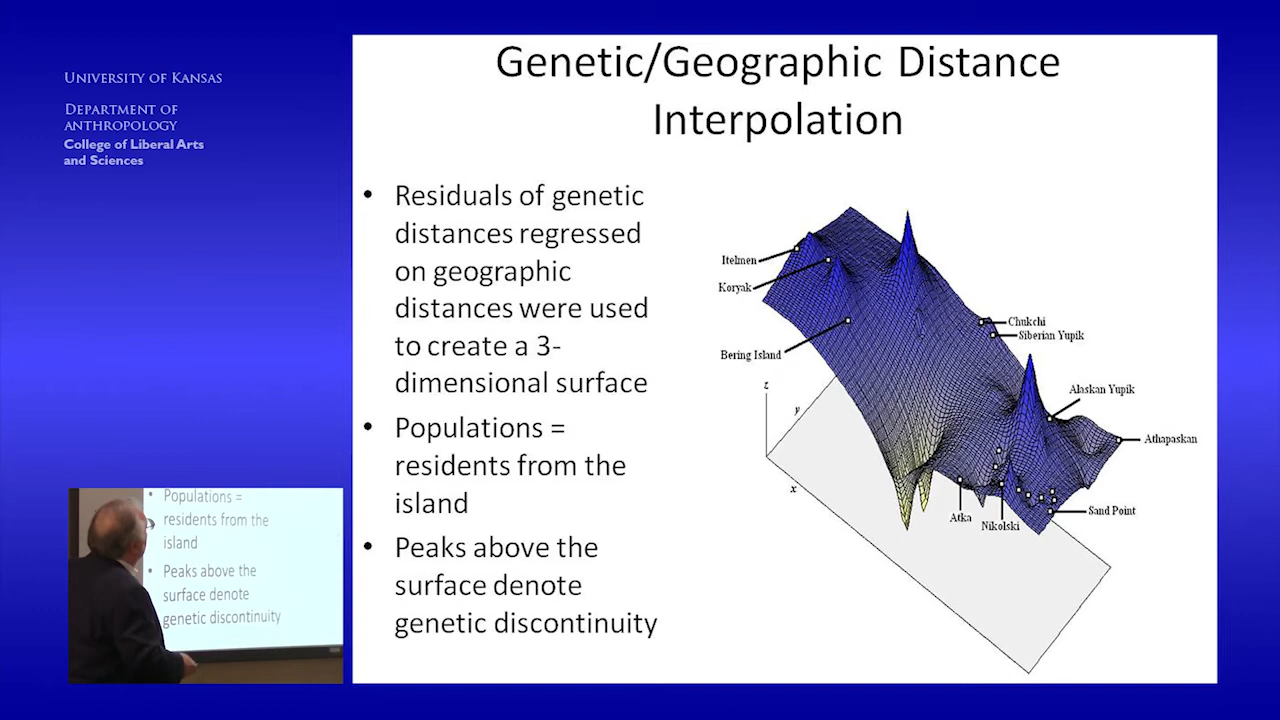 UNIVERSITY OF KANSAS
DEPARTMENT OF
ANTHROPOLOGY
College of Liberal Arts
and Sciences
Genetic/Geographic Distance
Interpolation
• Residuals of genetic
distances regressed
on geographic
distances were used
to create a 3-
dimensional surface
• Populations =
residents from the
island
• Peaks above the
surface denote
genetic discontinuity
Itelmen
Koryak
Bering Island
Chukchi
Siberian Yupik
Alaskan Yupik
Athapaskan
Sand Point
Nikolski
Atka
z
y
x
• Populations =
residents from the
island
• Peaks above the
surface denote
genetic discontinuity